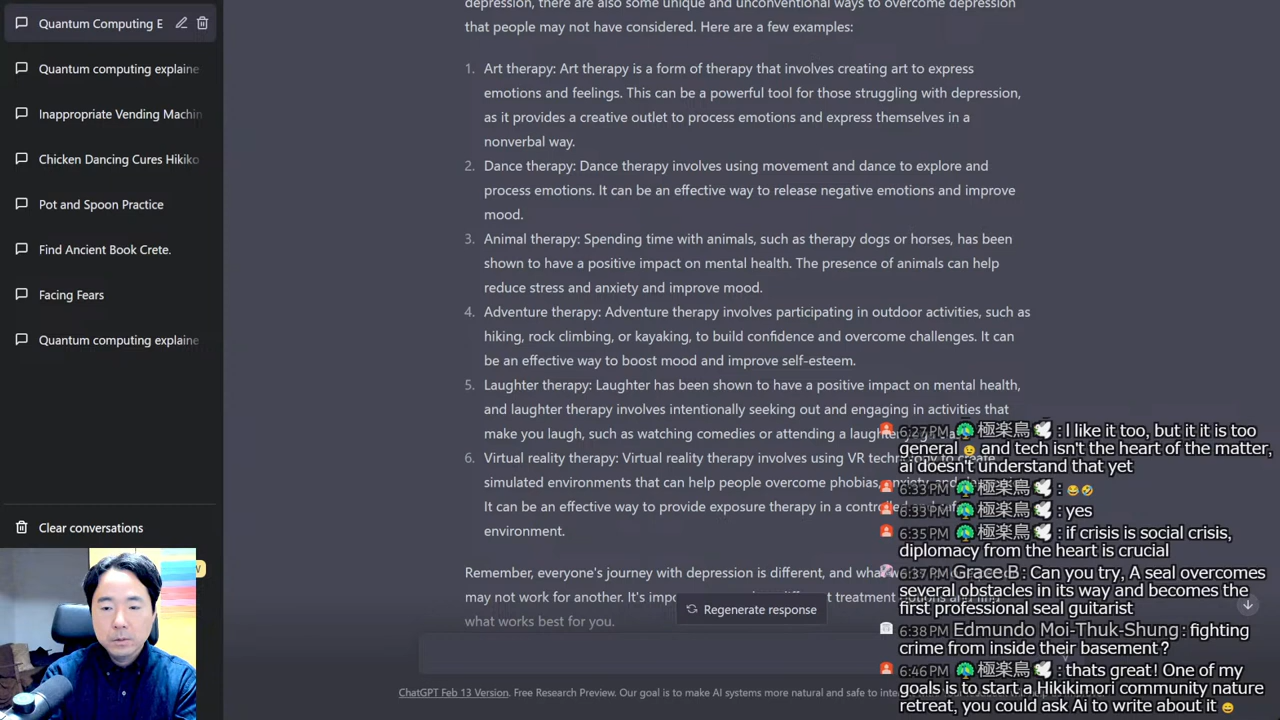 Quantum Computing E
Quantum computing explaine
Inappropriate Vending Machin
Chicken Dancing Cures Hikiko
Pot and Spoon Practice
Find Ancient Book Crete.
Facing Fears
Quantum computing explaine
Clear conversations
W
depression, there are also some unique and unconventional ways to overcome depression
that people may not have considered. Here are a few examples:
1. Art therapy: Art therapy is a form of therapy that involves creating art to express
emotions and feelings. This can be a powerful tool for those struggling with depression,
as it provides a creative outlet to process emotions and express themselves in a
nonverbal way.
2. Dance therapy: Dance therapy involves using movement and dance to explore and
process emotions. It can be an effective way to release negative emotions and improve
mood.
3. Animal therapy: Spending time with animals, such as therapy dogs or horses, has been
shown to have a positive impact on mental health. The presence of animals can help
reduce stress and anxiety and improve mood.
4. Adventure therapy: Adventure therapy involves participating in outdoor activities, such as
hiking, rock climbing, or kayaking, to build confidence and overcome challenges. It can
be an effective way to boost mood and improve self-esteem.
5. Laughter therapy: Laughter has been shown to have a positive impact on mental health,
and laughter therapy involves intentionally seeking out and engaging in activities that
make you laugh, such as watching comedies or attending a laughter
6. Virtual reality therapy: Virtual reality therapy involves using VR
simulated environments that can help people overcome phobias,
It can be an effective way to provide exposure therapy in a
environment.
Remember, everyone's journey with depression is different, and
may not work for another. It's treatment
what works best for you.
Regenerate response
ChatGPT Feb 13 Version. Free Research Preview. Our goal is to make AI systems more natural and safe to
6:27PM 極楽鳥 : I like it too, but it it is too
general and tech isn't the heart of the matter,
ai doesn't understand that yet
6:33PM 極楽鳥 : 😂🤣
6:33PM 極楽鳥 : yes
6:35PM 極楽鳥 : if crisis is social crisis,
diplomacy from the heart is crucial
6:37PM Grace B : Can you try, A seal overcomes
several obstacles in its way and becomes the
first professional seal guitarist
6:38PM Edmundo Moi-Thuk-Shung : fighting
crime from inside their basement?
6:46PM 極楽鳥 : thats great! One of my
goals is to start a Hikikimori community nature
retreat, you could ask Ai to write about it 😄